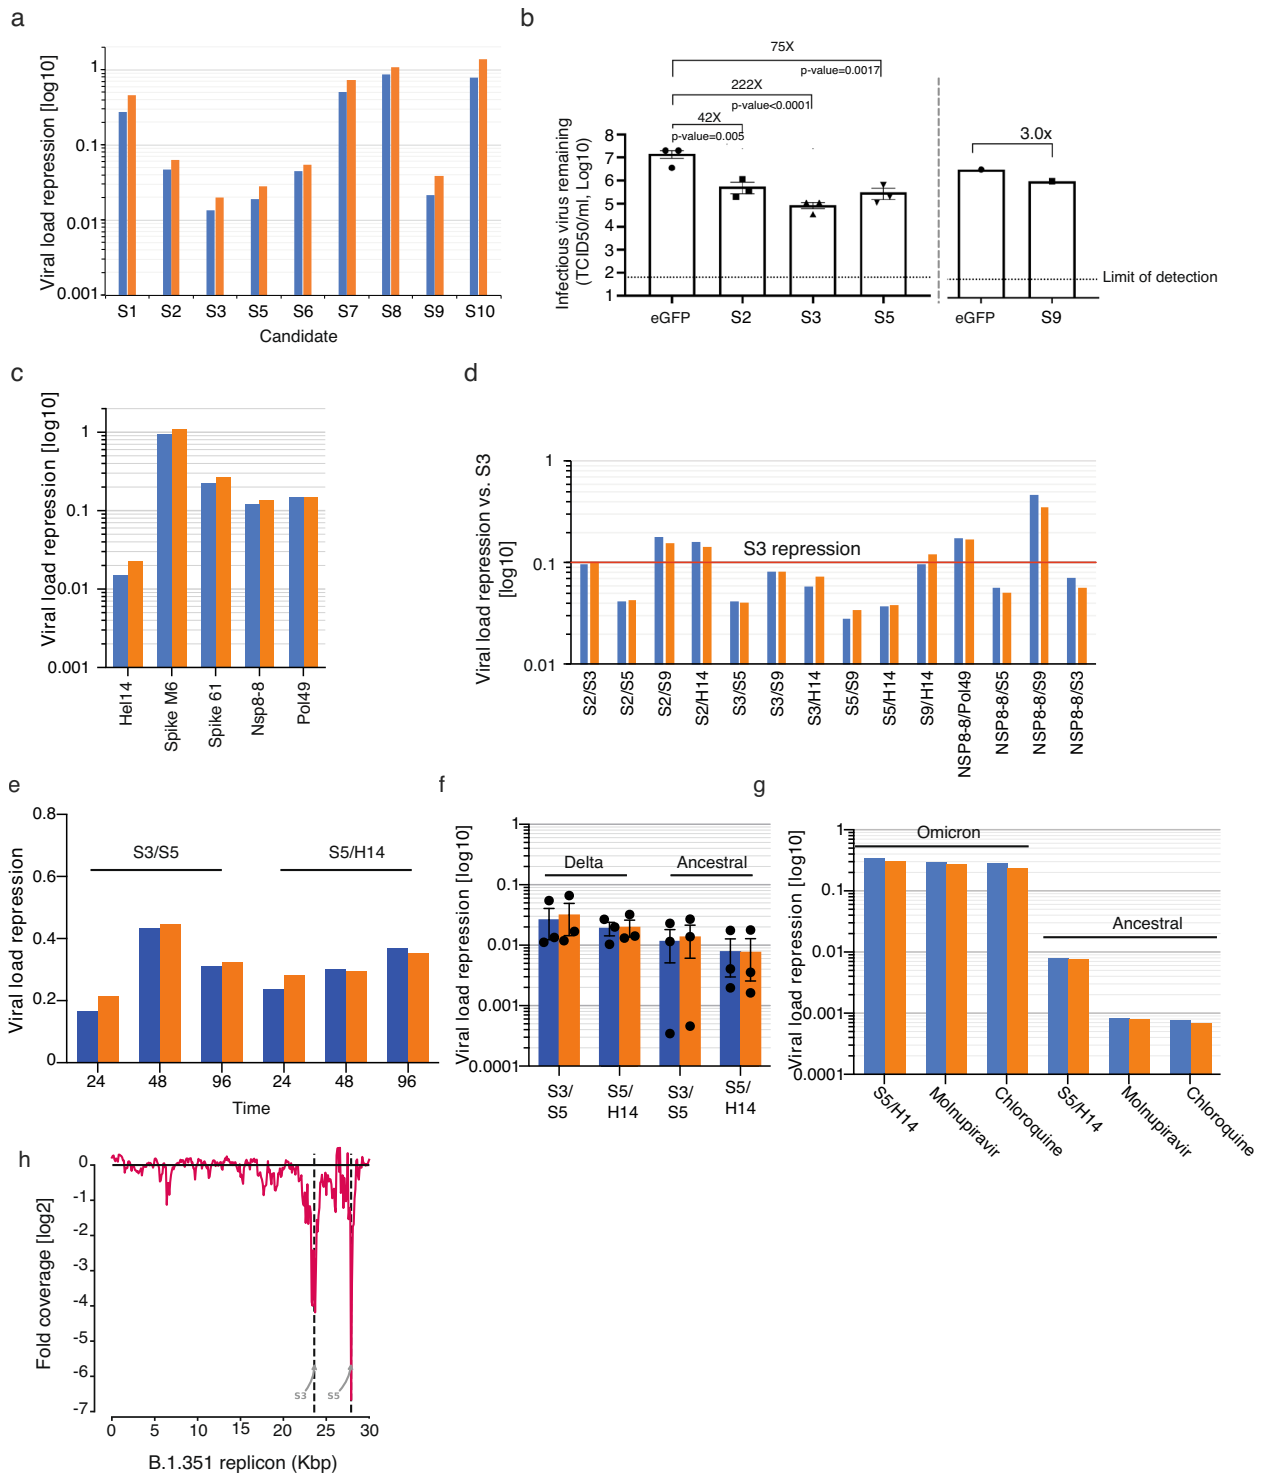 a
Viral load repression [log10]
1
0.1
0.01
0.001
S1 S2 S3 S5 S6 S7 S8 S9 S10
Candidate
b
75X
p-value=0.0017
222X
p-value<0.0001
42X
p-value=0.005
3.0x
Infectious virus remaining
(TCID50/ml, Log10)
8
7
6
5
4
3
2
1
Limit of detection
eGFP S2 S3 S5 eGFP S9
c
Viral load repression [log10]
1
0.1
0.01
0.001
Hel14 Spike M6 Spike 61 Nsp8-8 Pol49
d
Viral load repression vs. S3
[log10]
1
0.1
0.01
S3 repression
S2/S3 S2/S5 S2/S9 S2/H14 S3/S5 S3/S9 S3/H14 S5/S9 S5/H14 S9/H14 NSP8-8/Pol49 NSP8-8/S5 NSP8-8/S9 NSP8-8/S3
e
Viral load repression
0.8
0.6
0.4
0.2
0
S3/S5 S5/H14
24 48 96 24 48 96
Time
f
Viral load repression [log10]
1
0.1
0.01
0.001
0.0001
Delta Ancestral
S3/ S5/ S3/ S5/
S5 H14 S5 H14
g
Viral load repression [log10]
1
0.1
0.01
0.001
0.0001
Omicron
Ancestral
S5/H14 Molnupiravir Chloroquine S5/H14 Molnupiravir Chloroquine
h
Fold coverage [log2]
0
-1
-2
-3
-4
-5
-6
-7
S3 S5
0 5 10 15 20 25 30
B.1.351 replicon (Kbp)